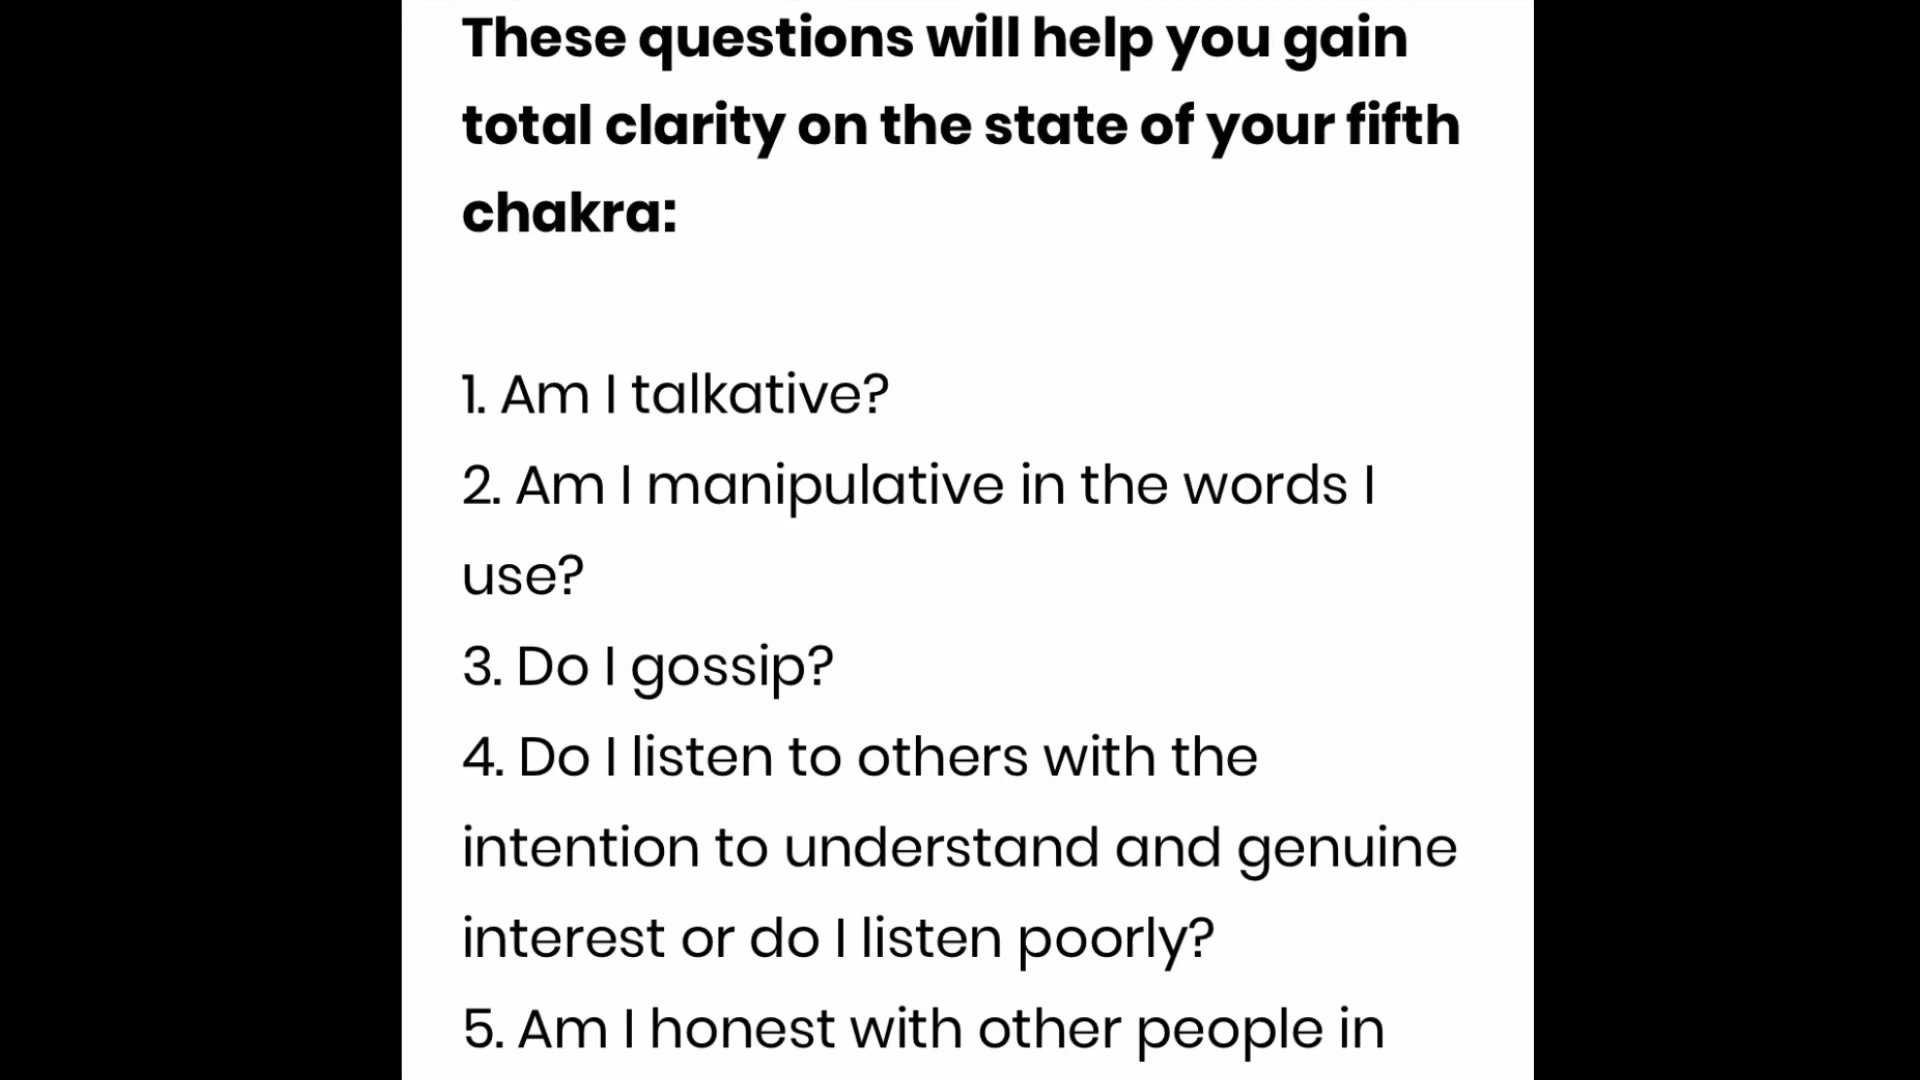 These questions will help you gain
total clarity on the state of your fifth
chakra:
1. Am I talkative?
2. Am I manipulative in the words I
use?
3. Do I gossip?
4. Do I listen to others with the
intention to understand and genuine
interest or do I listen poorly?
5. Am I honest with other people in